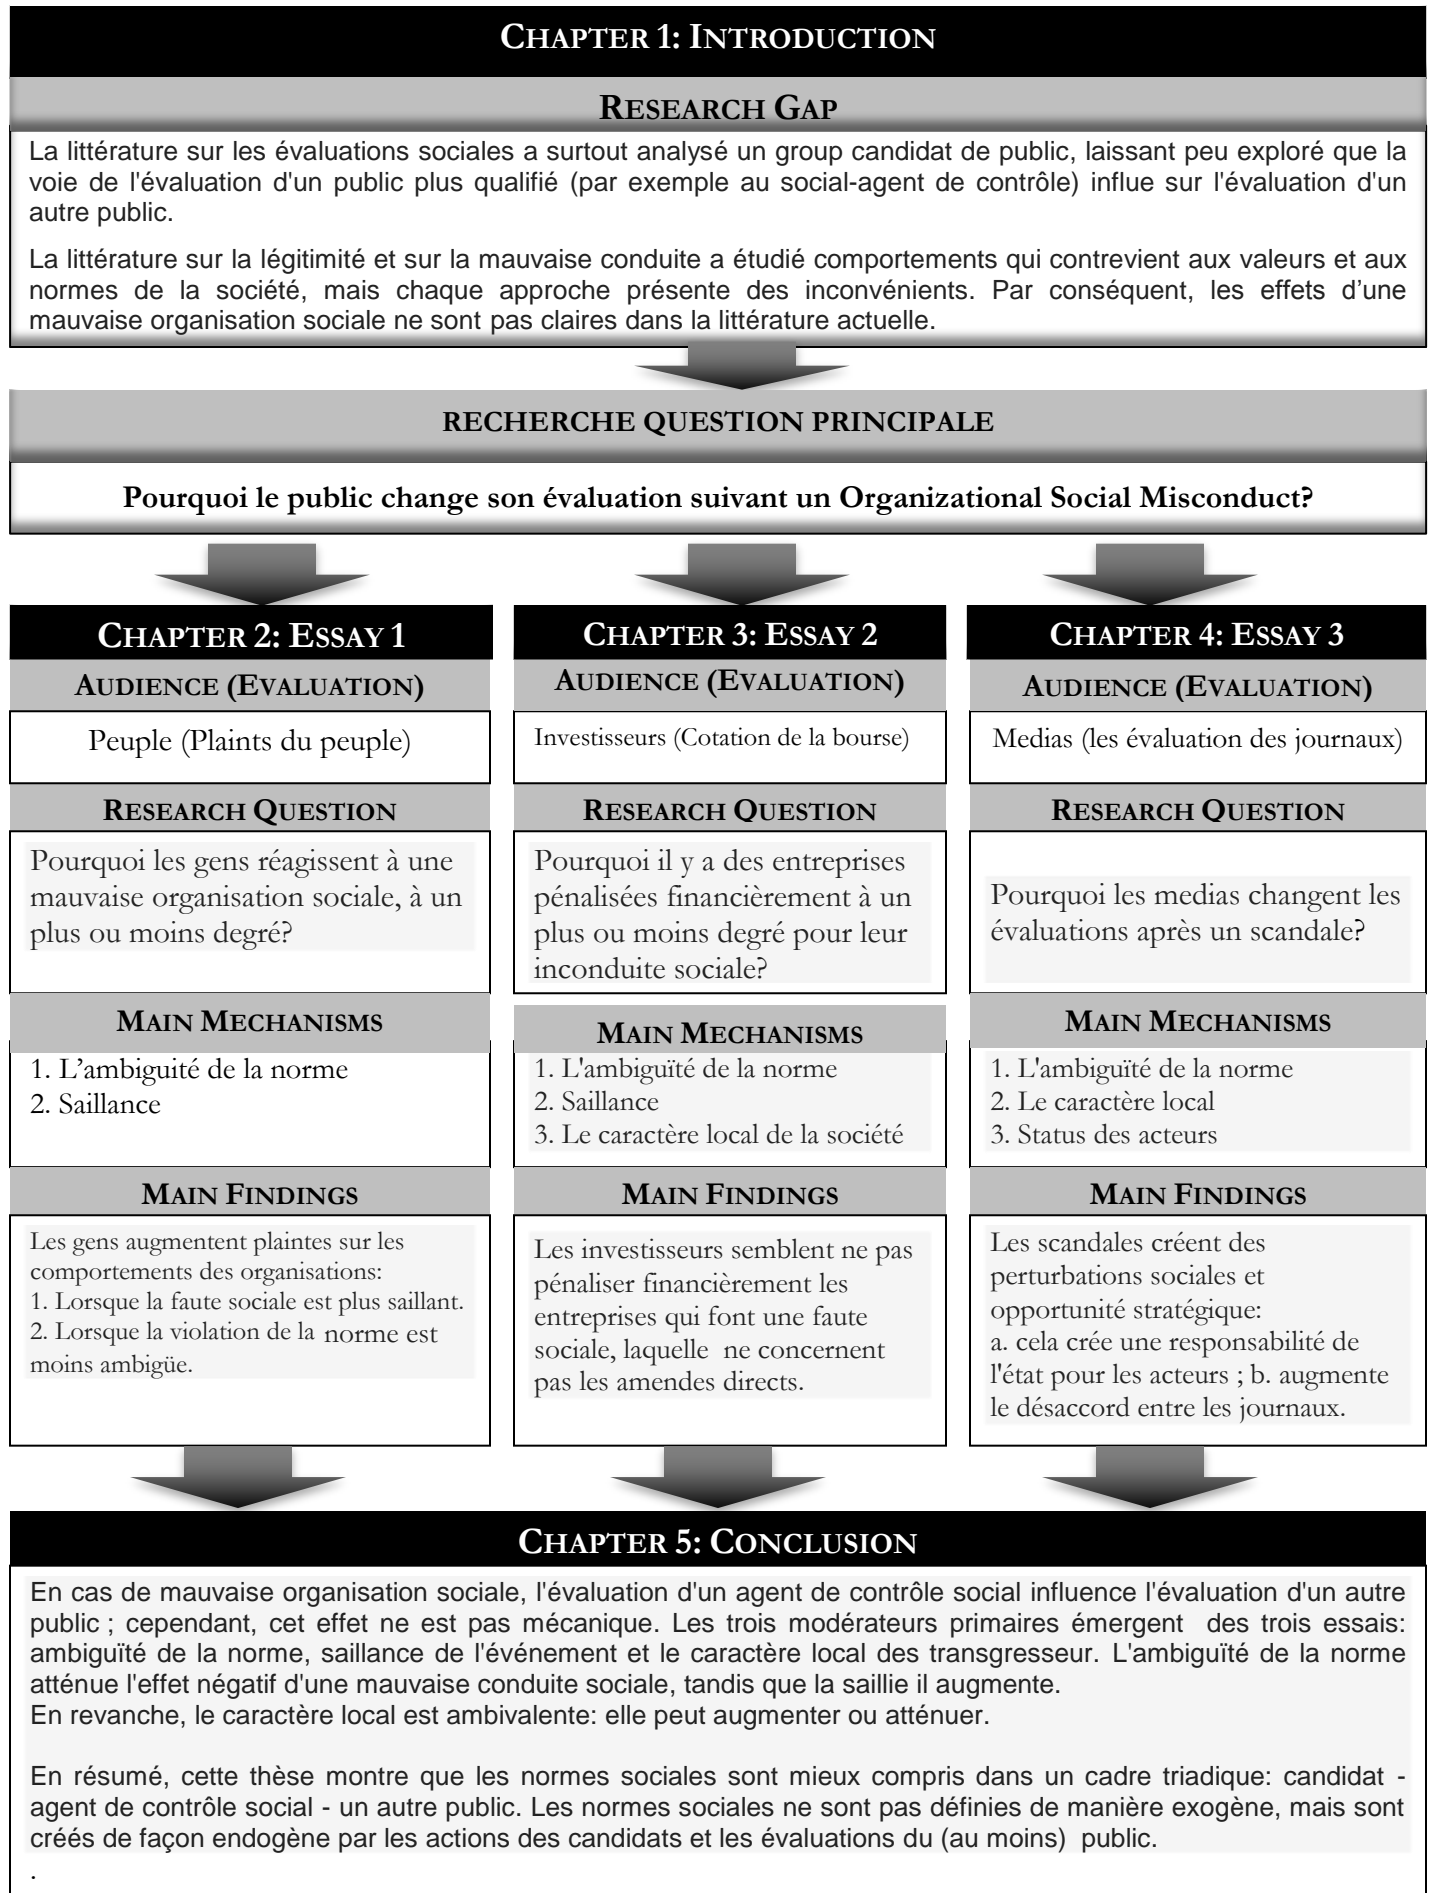 CHAPTER 1: INTRODUCTION
RESEARCH GAP
La littérature sur les évaluations sociales a surtout analysé un group candidat de public, laissant peu exploré que la
voie de l'évaluation d'un public plus qualifié (par exemple au social-agent de contrôle) influe sur l'évaluation d'un
autre public.
La littérature sur la légitimité et sur la mauvaise conduite a étudié comportements qui contrevient aux valeurs et aux
normes de la société, mais chaque approche présente des inconvénients. Par conséquent, les effets d’une
mauvaise organisation sociale ne sont pas claires dans la littérature actuelle.
RECHERCHE QUESTION PRINCIPALE
Pourquoi le public change son évaluation suivant un Organizational Social Misconduct?
CHAPTER 2: ESSAY 1
AUDIENCE (EVALUATION)
Peuple (Plaints du peuple)
RESEARCH QUESTION
Pourquoi les gens réagissent à une
mauvaise organisation sociale, à un
plus ou moins degré?
MAIN MECHANISMS
1. L’ambiguité de la norme
2. Saillance
MAIN FINDINGS
Les gens augmentent plaintes sur les
comportements des organisations:
1. Lorsque la faute sociale est plus saillant.
2. Lorsque la violation de la norme est
moins ambigüe.
CHAPTER 3: ESSAY 2
AUDIENCE (EVALUATION)
Investisseurs (Cotation de la bourse)
RESEARCH QUESTION
Pourquoi il y a des entreprises
pénalisées financièrement à un
plus ou moins degré pour leur
inconduite sociale?
MAIN MECHANISMS
1. L'ambiguïté de la norme
2. Saillance
3. Le caractère local de la société
MAIN FINDINGS
Les investisseurs semblent ne pas
pénaliser financièrement les
entreprises qui font une faute
sociale, laquelle ne concernent
pas les amendes directs.
CHAPTER 4: ESSAY 3
AUDIENCE (EVALUATION)
Medias (les évaluation des journaux)
RESEARCH QUESTION
Pourquoi les medias changent les
évaluations après un scandale?
MAIN MECHANISMS
1. L'ambiguïté de la norme
2. Le caractère local
3. Status des acteurs
MAIN FINDINGS
Les scandales créent des
perturbations sociales et
opportunité stratégique:
a. cela crée une responsabilité de
l'état pour les acteurs ; b. augmente
le désaccord entre les journaux.
CHAPTER 5: CONCLUSION
En cas de mauvaise organisation sociale, l'évaluation d'un agent de contrôle social influence l'évaluation d'un autre
public ; cependant, cet effet ne est pas mécanique. Les trois modérateurs primaires émergent des trois essais:
ambiguïté de la norme, saillance de l'événement et le caractère local des transgresseur. L'ambiguïté de la norme
atténue l'effet négatif d'une mauvaise conduite sociale, tandis que la saillie il augmente.
En revanche, le caractère local est ambivalente: elle peut augmenter ou atténuer.
En résumé, cette thèse montre que les normes sociales sont mieux compris dans un cadre triadique: candidat -
agent de contrôle social - un autre public. Les normes sociales ne sont pas définies de manière exogène, mais sont
créés de façon endogène par les actions des candidats et les évaluations du (au moins) public.
.